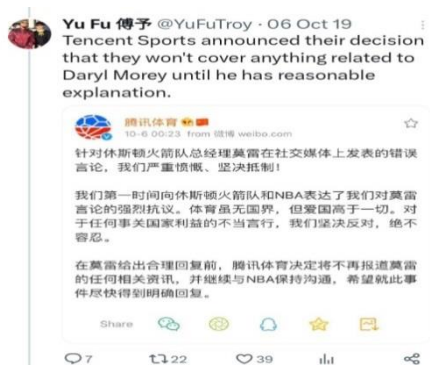 Yu Fu 傅予 @YuFuTroy · 06 Oct 19
Tencent Sports announced their decision
that they won't cover anything related to
Daryl Morey until he has reasonable
explanation.
腾讯体育
10-6 00:23 from 微博 weibo.com
针对休斯顿火箭队总经理莫雷在社交媒体上发表的错误
言论，我们严重愤慨、坚决抵制！
我们第一时间向休斯顿火箭队和NBA表达了我们对莫雷
言论的强烈抗议。体育虽无国界，但爱国高于一切。对
于任何事关国家利益的不当言行，我们坚决反对，绝不
容忍。
在莫雷给出合理回复前，腾讯体育决定将不再报道莫雷
的任何相关资讯，并继续与NBA保持沟通，希望就此事
件尽快得到明确回复。
Share
7 22 39